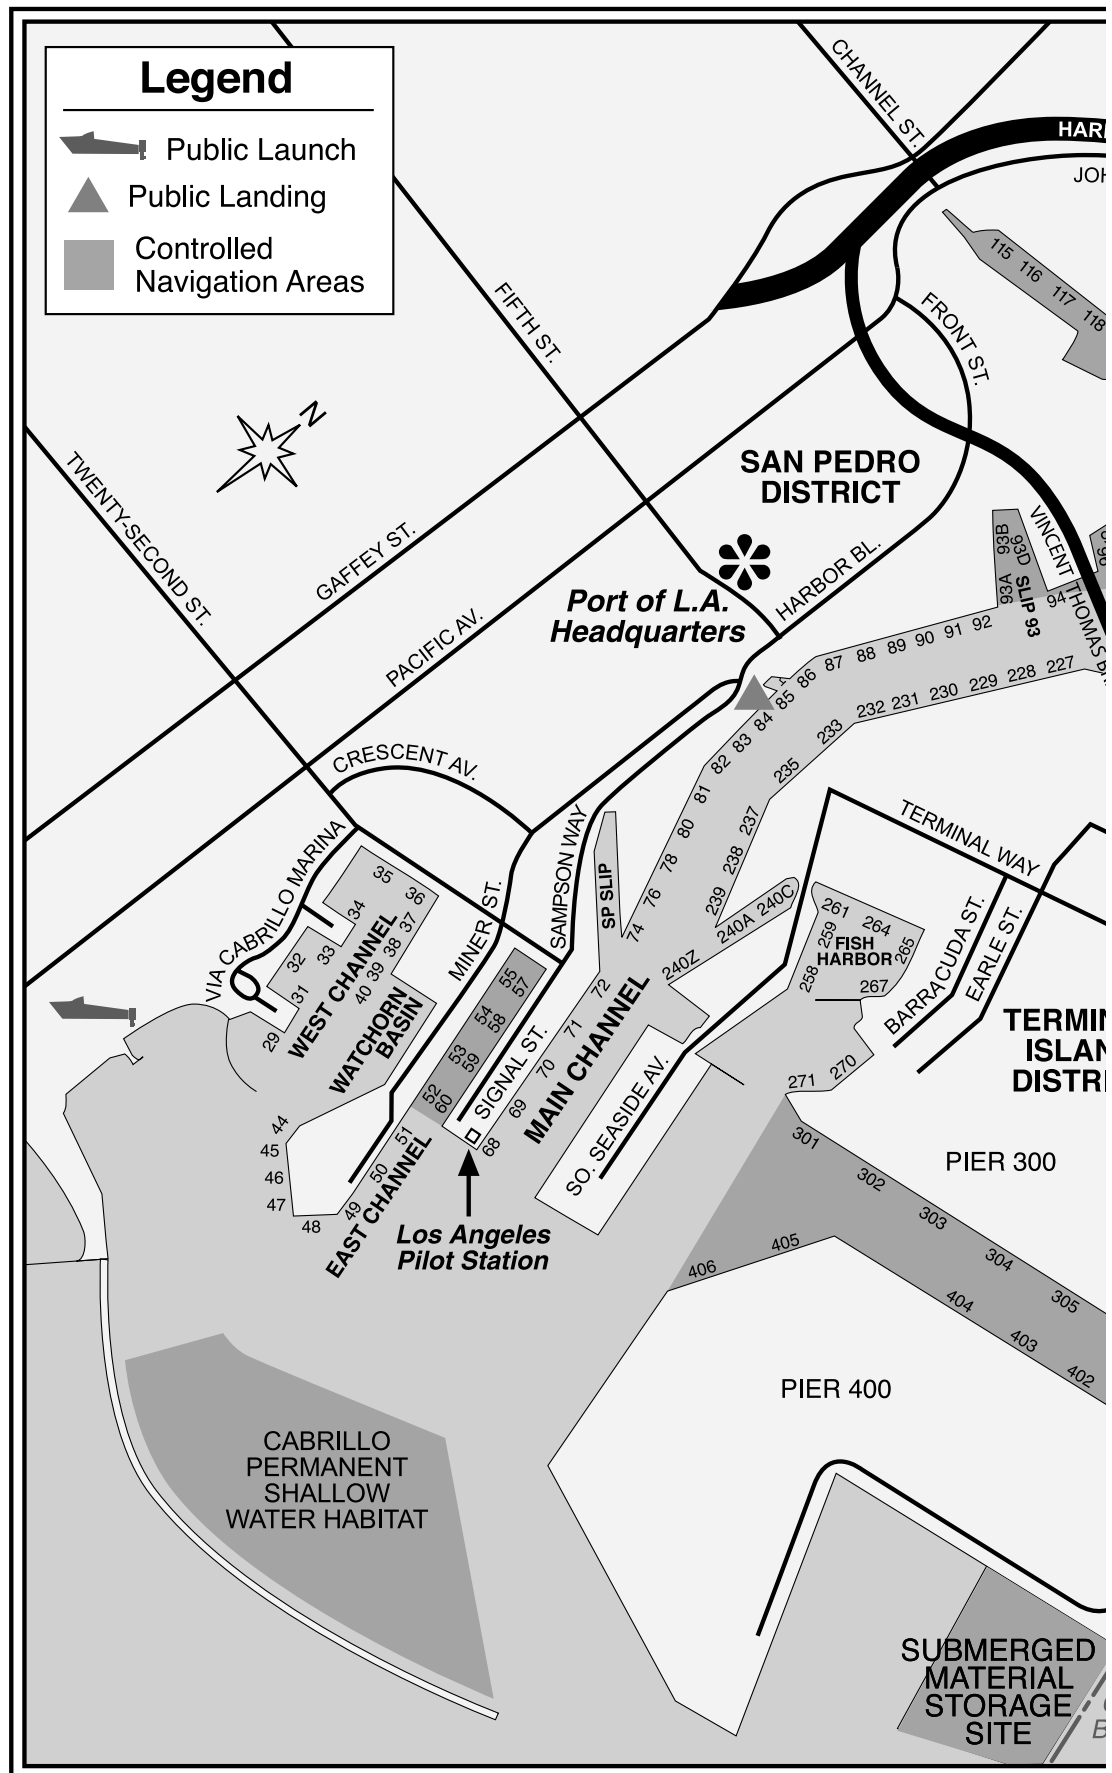 Legend
Public Launch
Public Landing
Controlled
Navigation Areas
CHANNEL ST.
FIFTH ST.
FRONT ST.
115
116
117
118
N
TWENTY-SECOND ST.
GAFFEY ST.
PACIFIC AV.
SAN PEDRO
DISTRICT
Port of L.A.
Headquarters
HARBOR BL.
VINCENT
THOMAS
93B
93D
93A
SLIP 93
94
92
91
90
89
88
87
86
85
84
83
82
81
80
78
76
74
72
71
70
69
68
227
228
229
230
231
232
233
235
237
238
239
240A
240C
240Z
CRESCENT AV.
SAMPSON WAY
SP SLIP
TERMINAL WAY
VIA CABRILLO MARINA
35
36
34
37
33
38
32
39
31
40
29
WEST CHANNEL
WATCHORN
BASIN
MINER ST.
55
57
54
58
53
59
52
60
51
50
49
48
47
46
45
44
SIGNAL ST.
MAIN CHANNEL
EAST CHANNEL
SO. SEASIDE AV.
Los Angeles
Pilot Station
261
264
259
265
258
267
FISH
HARBOR
BARRACUDA ST.
EARLE ST.
270
271
301
302
303
304
305
PIER 300
406
405
404
403
402
PIER 400
CABRILLO
PERMANENT
SHALLOW
WATER HABITAT
SUBMERGED
MATERIAL
STORAGE
SITE